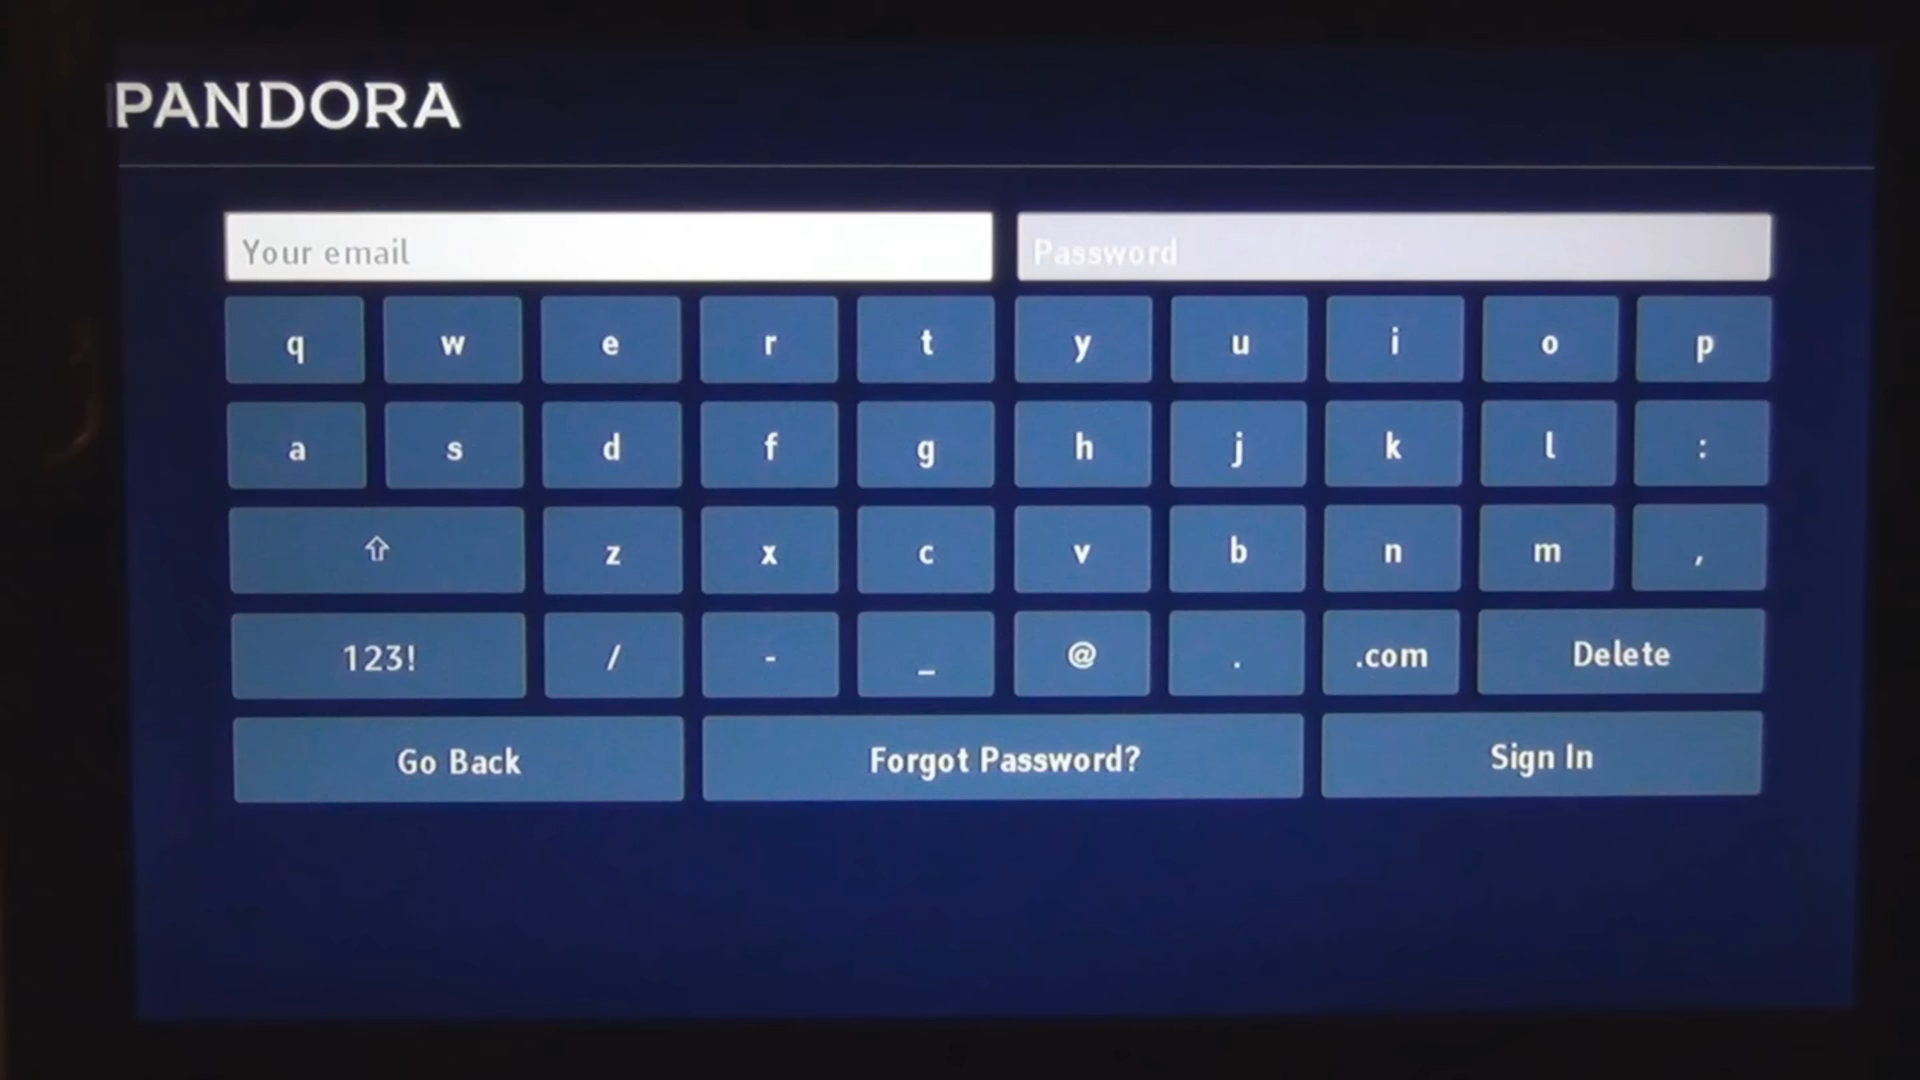 PANDORA
Your email Password
q w e r t y u i o p
a s d f g h j k l :
⇧ z x c v b n m ,
123! / - _ @ . .com Delete
Go Back Forgot Password? Sign In